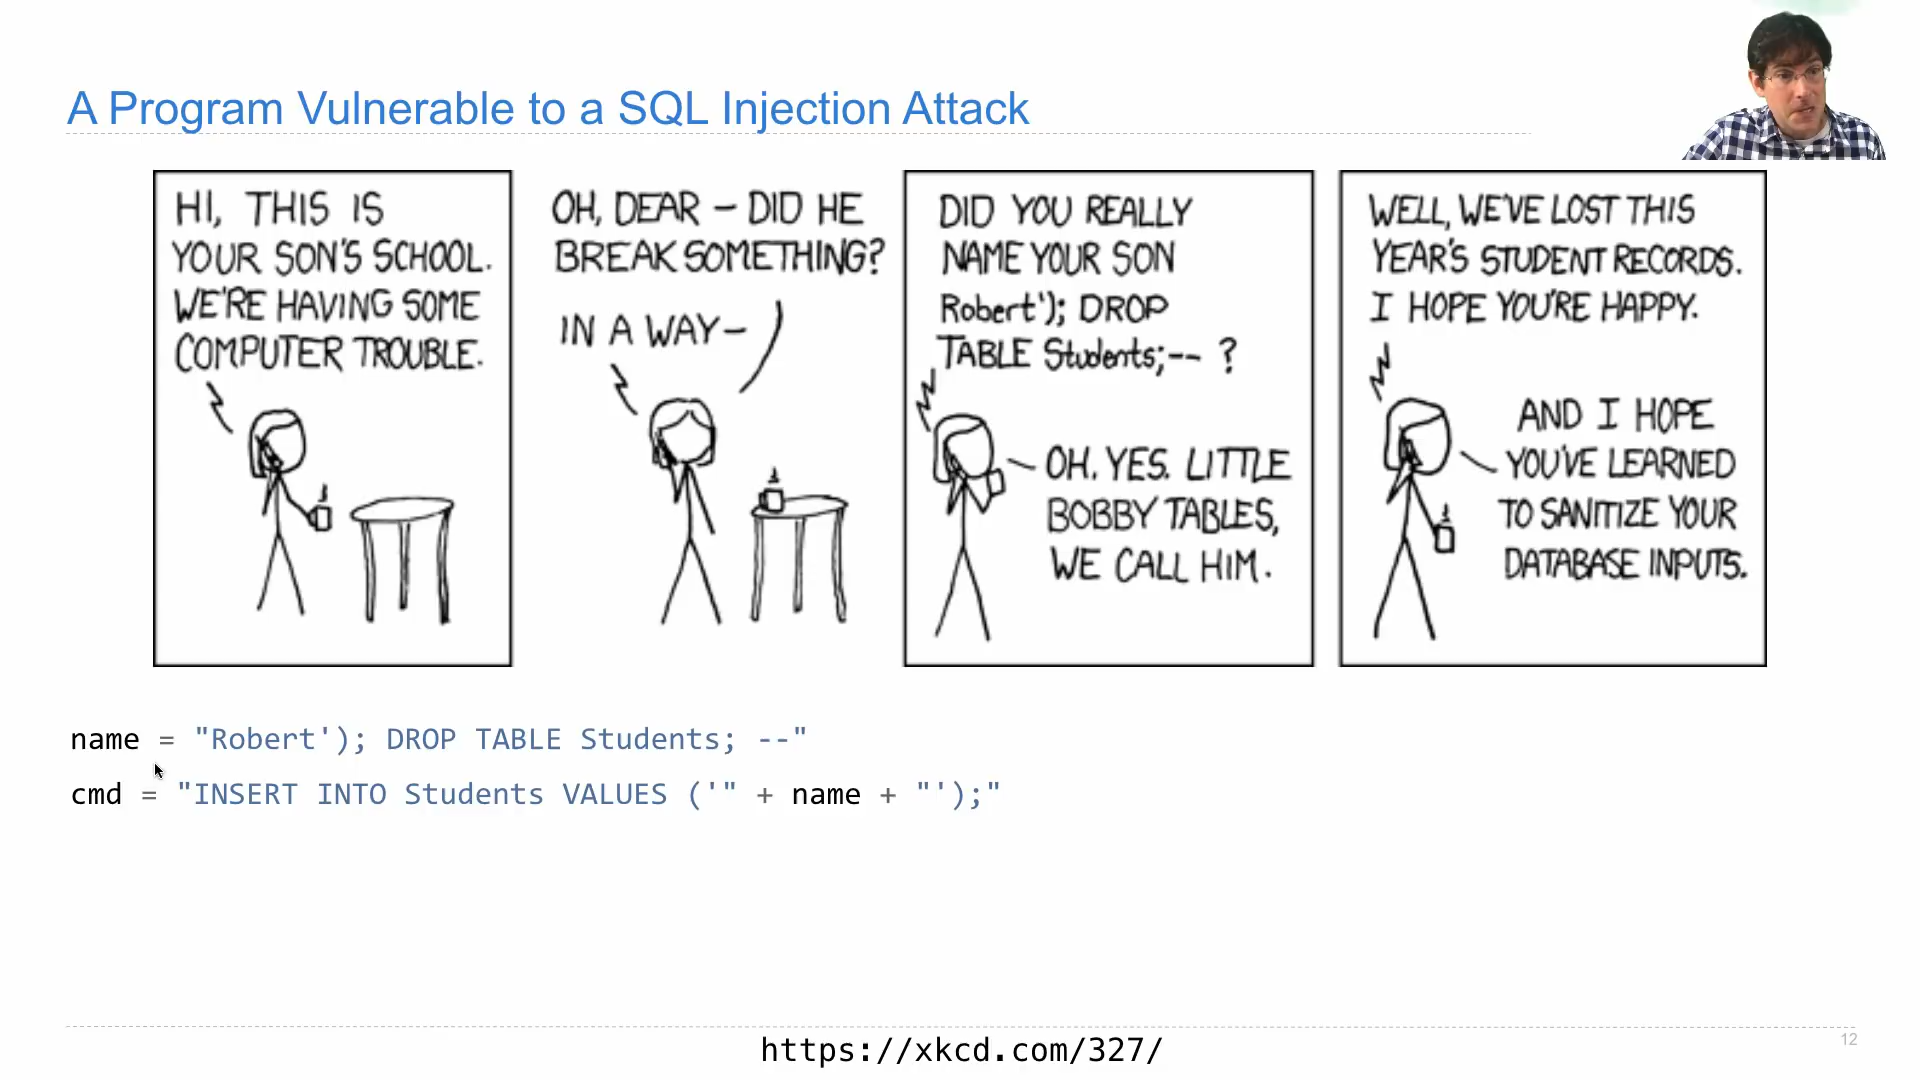 A Program Vulnerable to a SQL Injection Attack
HI, THIS IS
YOUR SON'S SCHOOL.
WE'RE HAVING SOME
COMPUTER TROUBLE.
OH, DEAR – DID HE
BREAK SOMETHING?
IN A WAY–
DID YOU REALLY
NAME YOUR SON
Robert'); DROP
TABLE Students;-- ?
OH. YES. LITTLE
BOBBY TABLES,
WE CALL HIM.
WELL, WE'VE LOST THIS
YEAR'S STUDENT RECORDS.
I HOPE YOU'RE HAPPY.
AND I HOPE
YOU'VE LEARNED
TO SANITIZE YOUR
DATABASE INPUTS.
name = "Robert'); DROP TABLE Students; --"
cmd = "INSERT INTO Students VALUES ('" + name + "');"
https://xkcd.com/327/
12